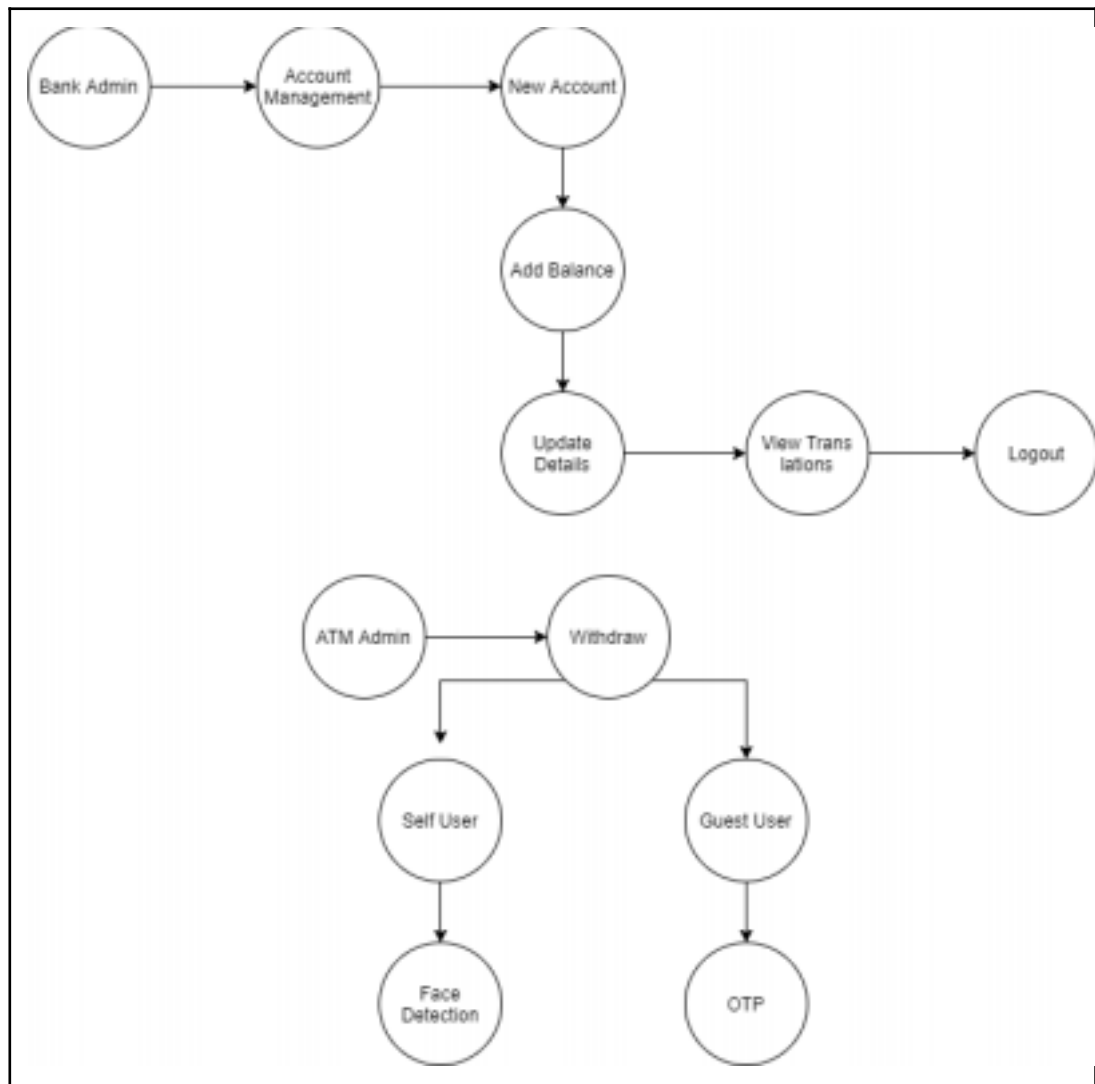 Bank Admin
Account
Management
New Account
Add Balance
Update
Details
View Trans
lations
Logout
ATM Admin
Withdraw
Self User
Guest User
Face
Detection
OTP